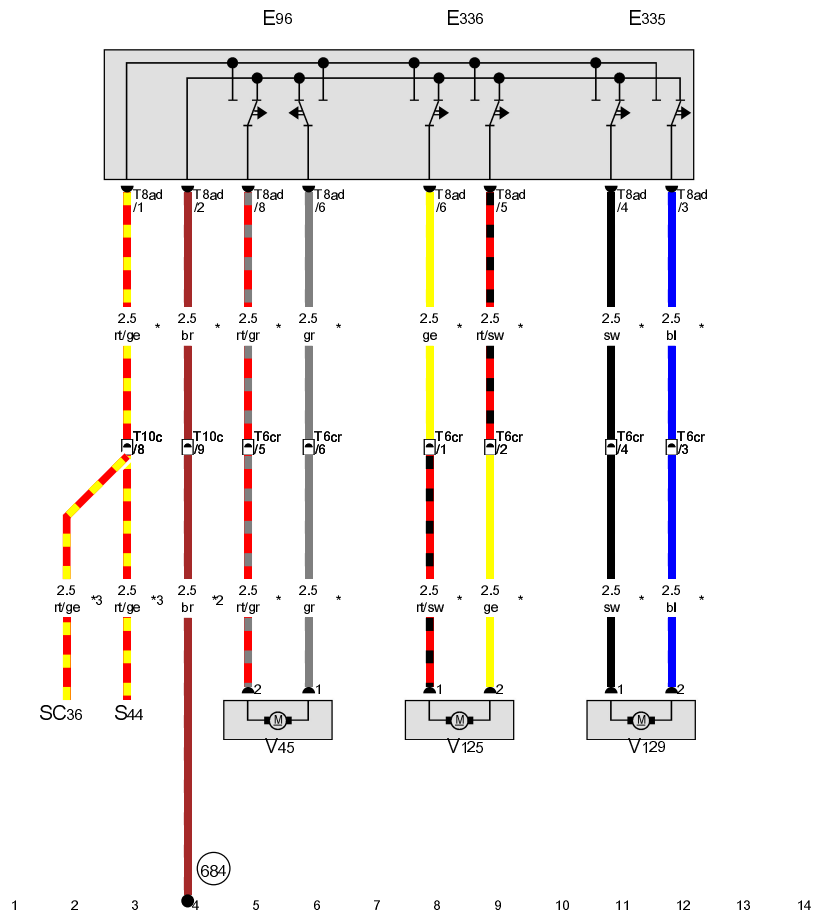 E96 E336 E335
T8ad T8ad T8ad T8ad T8ad T8ad T8ad T8ad
/1 /2 /8 /6 /6 /5 /4 /3
2.5 2.5 2.5 2.5 2.5 2.5 2.5 2.5
rt/ge * br * rt/gr * gr * ge * rt/sw * sw * bl *
T10c T10c T6cr T6cr T6cr T6cr T6cr T6cr
/8 /9 /5 /6 /1 /2 /4 /3
2.5 2.5 2.5 2.5 2.5 2.5 2.5 2.5 2.5
rt/ge *3 rt/ge *3 br *2 rt/gr * gr * rt/sw * ge * sw * bl *
2 1 1 2 1 2
SC36 S44 M M M
V45 V125 V129
684
1 2 3 4 5 6 7 8 9 10 11 12 13 14